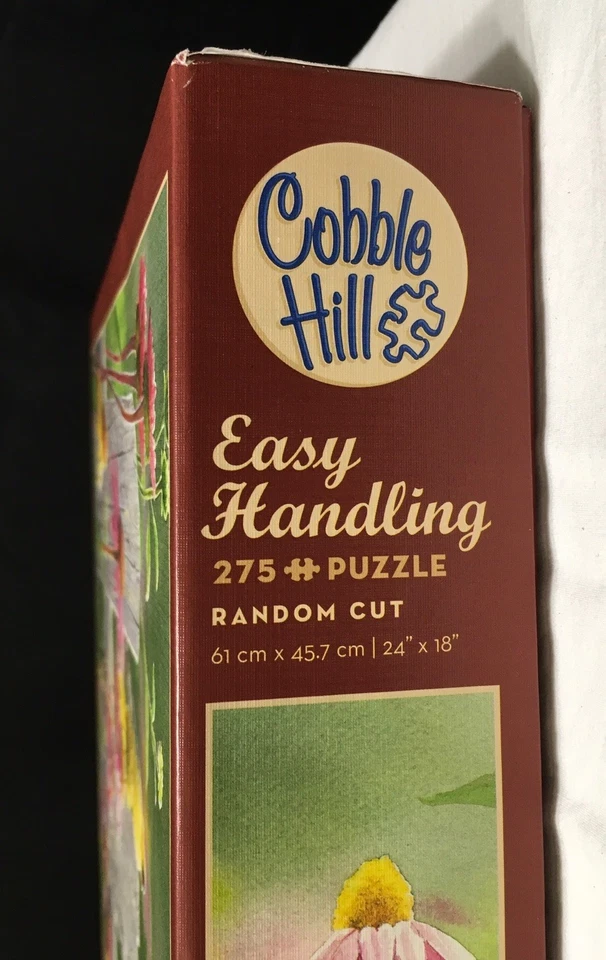 Cobble
Hill
Easy
Handling
275 PUZZLE
RANDOM CUT
61 cm x 45.7 cm | 24” x 18”